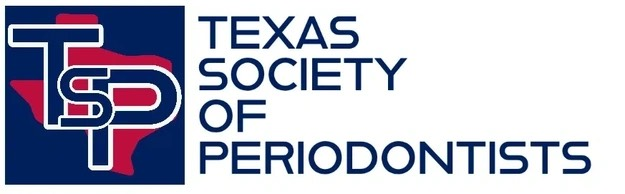 TSP
TEXAS
SOCIETY
OF
PERIODONTISTS